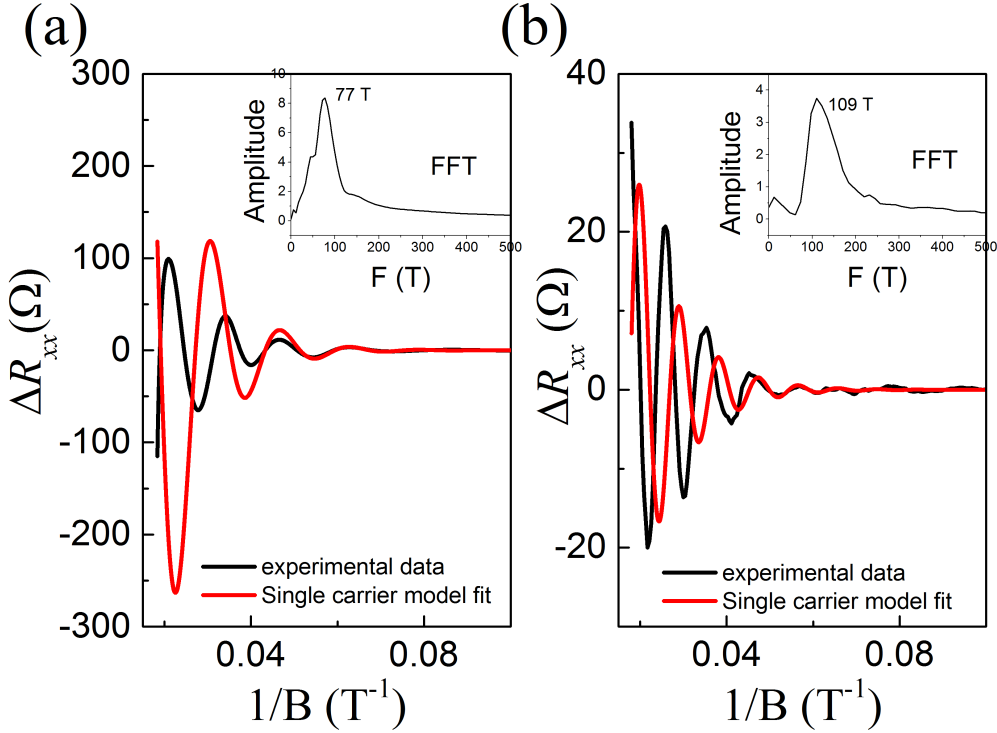 (a)
300
200
100
0
-100
-200
-300
ΔRxx(Ω)
0.04
0.08
1/B (T-1)
experimental data
Single carrier model fit
10
8
6
4
2
0
Amplitude
77 T
FFT
0
100
200
300
400
500
F (T)
(b)
40
20
0
-20
ΔRxx (Ω)
0.04
0.08
1/B (T-1)
experimental data
Single carrier model fit
4
3
2
1
0
Amplitude
109 T
FFT
0
100
200
300
400
500
F (T)